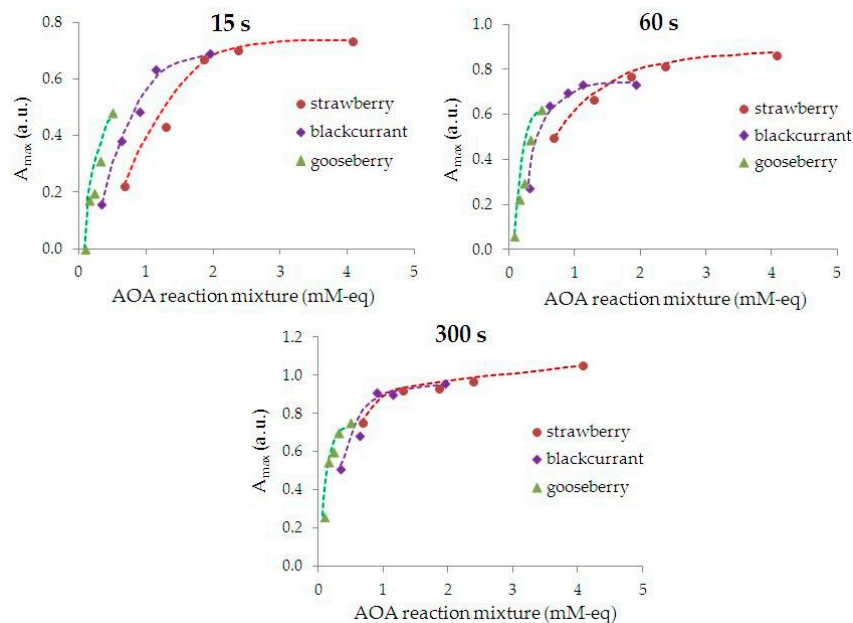 15 s
0.8
0.6
0.4
0.2
0.0
A_max (a.u.)
strawberry
blackcurrant
gooseberry
0 1 2 3 4 5
AOA reaction mixture (mM-eq)
60 s
1.0
0.8
0.6
0.4
0.2
0.0
A_max (a.u.)
strawberry
blackcurrant
gooseberry
0 1 2 3 4 5
AOA reaction mixture (mM-eq)
300 s
1.2
1.0
0.8
0.6
0.4
0.2
0.0
A_max (a.u.)
strawberry
blackcurrant
gooseberry
0 1 2 3 4 5
AOA reaction mixture (mM-eq)